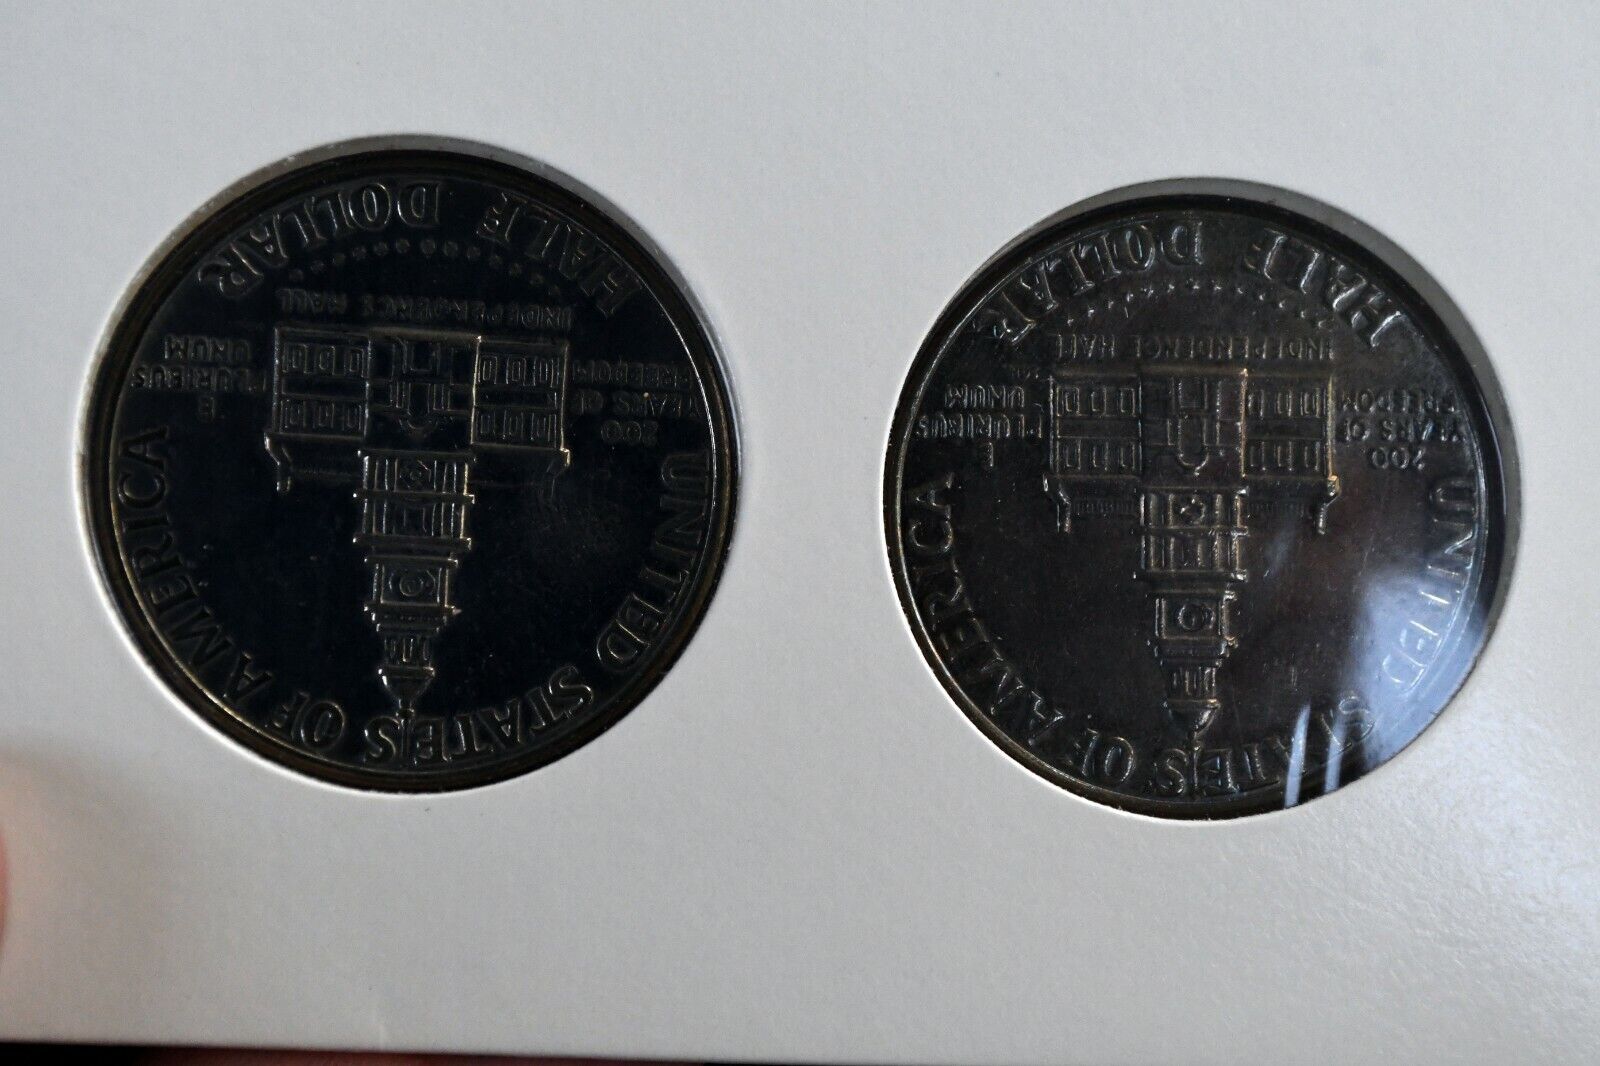 UNITED STATES OF AMERICA
200
YEARS OF
FREEDOM
E
PLURIBUS
UNUM
INDEPENDENCE HALL
HALF DOLLAR
UNITED STATES OF AMERICA
200
YEARS OF
FREEDOM
E
PLURIBUS
UNUM
INDEPENDENCE HALL
HALF DOLLAR